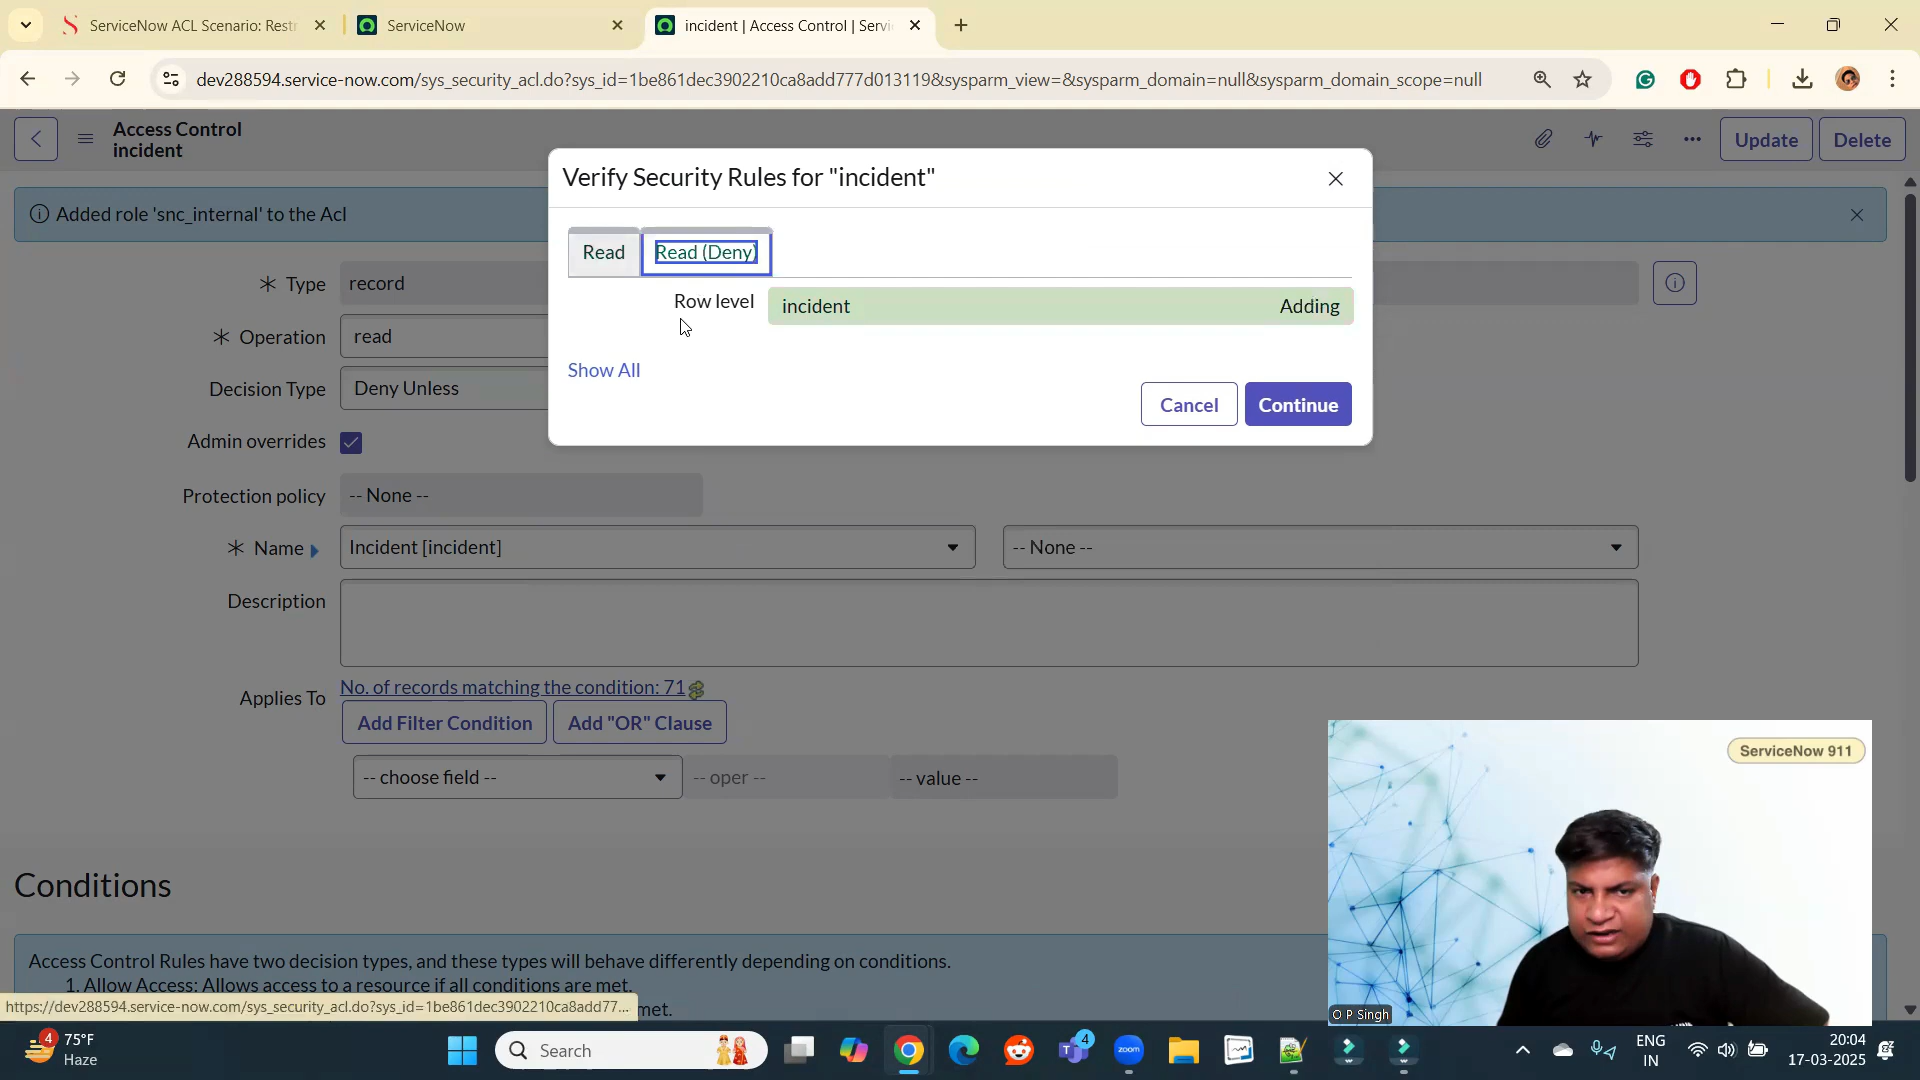 ServiceNow ACL Scenario: Restr
ServiceNow
incident | Access Control | Servi
dev288594.service-now.com/sys_security_acl.do?sys_id=1be861dec3902210ca8add777d013119&sysparm_view=&sysparm_domain=null&sysparm_domain_scope=null
Access Control
incident
Update
Delete
Added role 'snc_internal' to the Acl
Verify Security Rules for "incident"
Read
Read (Deny)
Row level
incident
Adding
Show All
Cancel
Continue
Type
record
Operation
read
Decision Type
Deny Unless
Admin overrides
Protection policy
-- None --
Name
Incident [incident]
-- None --
Description
Applies To
No. of records matching the condition: 71
Add Filter Condition
Add "OR" Clause
-- choose field --
-- oper --
-- value --
ServiceNow 911
Conditions
Access Control Rules have two decision types, and these types will behave differently depending on conditions.
1. Allow Access: Allows access to a resource if all conditions are met.
met.
https://dev288594.service-now.com/sys_security_acl.do?sys_id=1be861dec3902210ca8add77...
O P Singh
4
75°F
Haze
Search
4
zoom
ENG
IN
20:04
17-03-2025